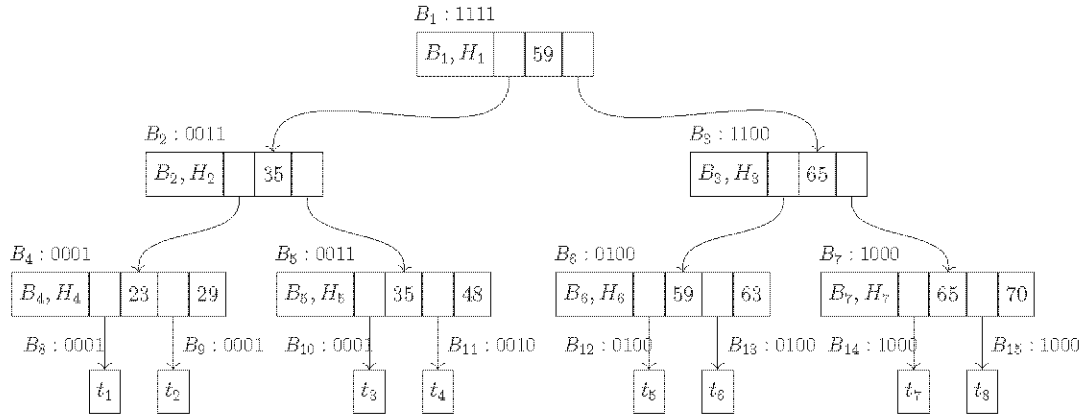 B₁ : 1111
B₁, H₁ 59
B₂ : 0011 B₃ : 1100
B₂, H₂ 35 B₃, H₃ 65
B₄ : 0001 B₅ : 0011 B₆ : 0100 B₇ : 1000
B₄, H₄ 23 29 B₅, H₅ 35 48 B₆, H₆ 59 63 B₇, H₇ 65 70
B₈ : 0001 B₉ : 0001 B₁₀ : 0001 B₁₁ : 0010 B₁₂ : 0100 B₁₃ : 0100 B₁₄ : 1000 B₁₅ : 1000
t₁ t₂ t₃ t₄ t₅ t₆ t₇ t₈